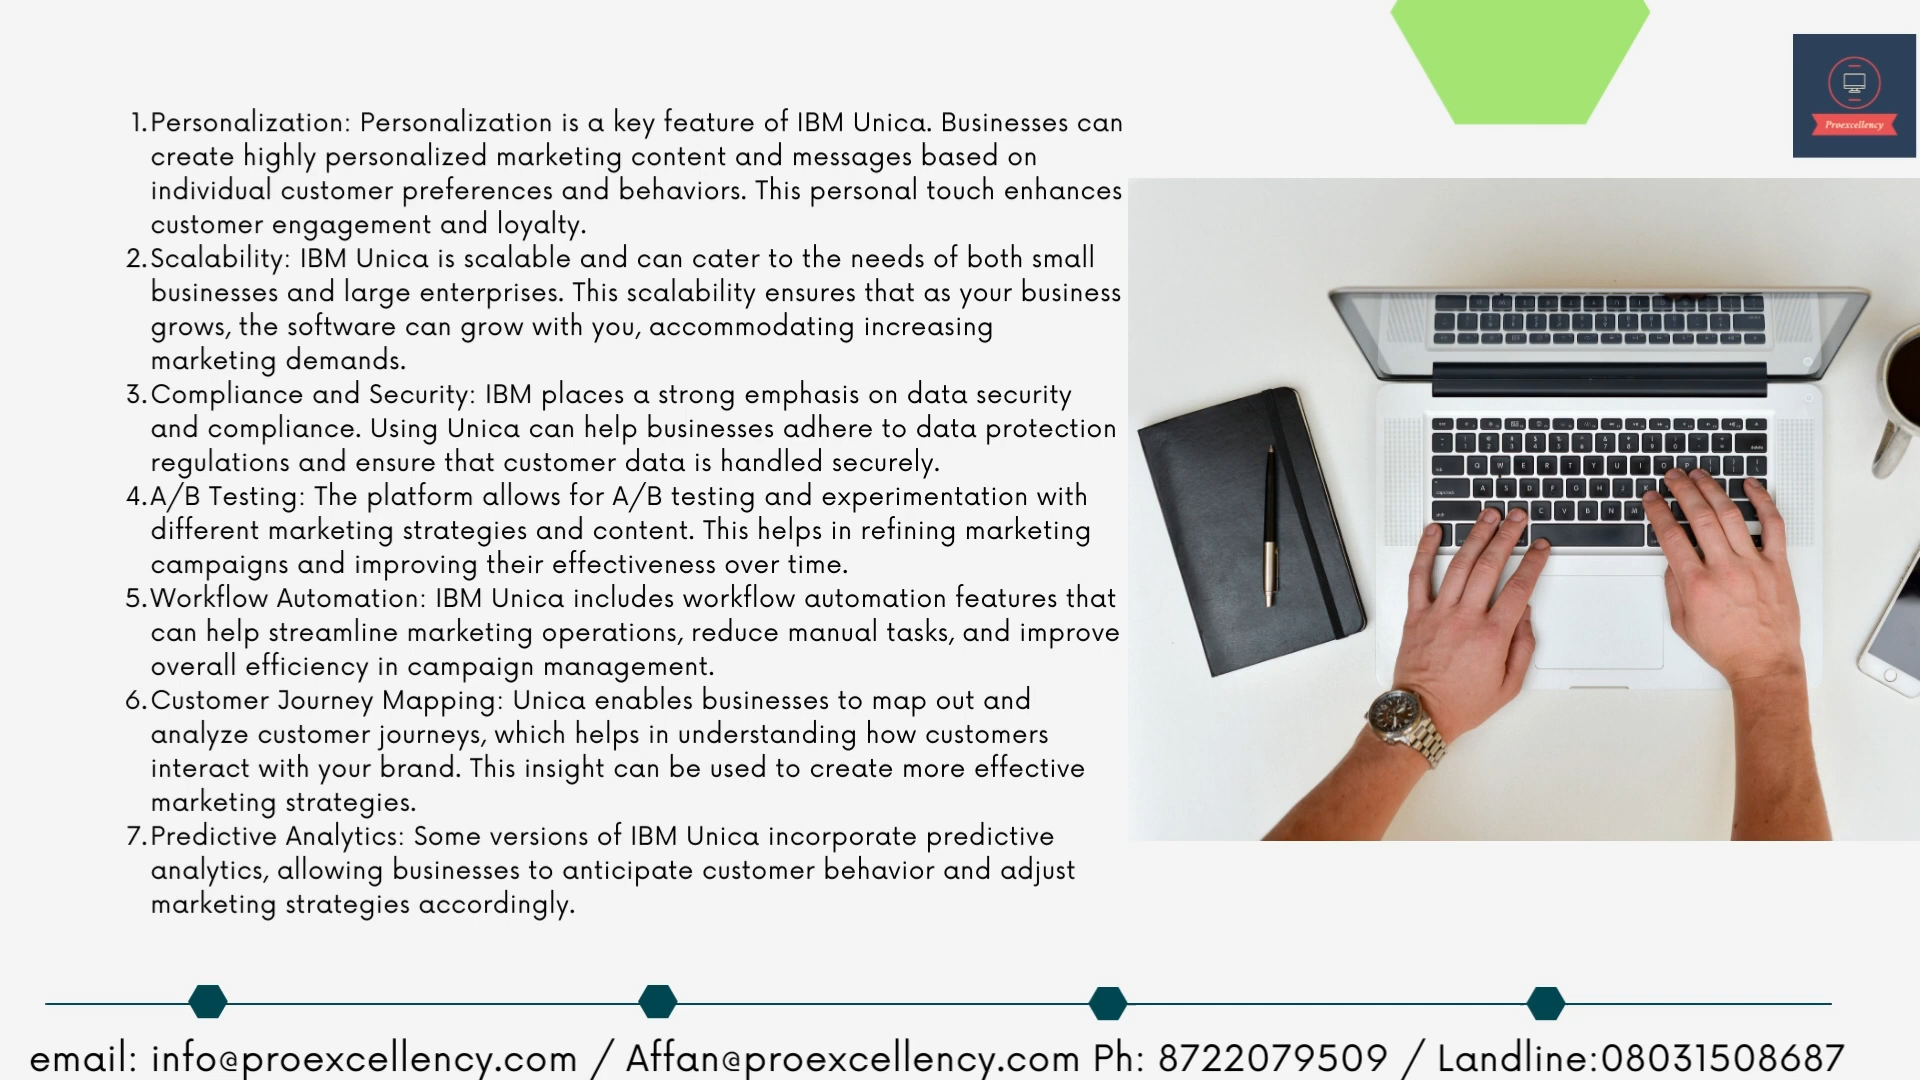 Proexcellency
1. Personalization: Personalization is a key feature of IBM Unica. Businesses can
create highly personalized marketing content and messages based on
individual customer preferences and behaviors. This personal touch enhances
customer engagement and loyalty.
2. Scalability: IBM Unica is scalable and can cater to the needs of both small
businesses and large enterprises. This scalability ensures that as your business
grows, the software can grow with you, accommodating increasing
marketing demands.
3. Compliance and Security: IBM places a strong emphasis on data security
and compliance. Using Unica can help businesses adhere to data protection
regulations and ensure that customer data is handled securely.
4. A/B Testing: The platform allows for A/B testing and experimentation with
different marketing strategies and content. This helps in refining marketing
campaigns and improving their effectiveness over time.
5. Workflow Automation: IBM Unica includes workflow automation features that
can help streamline marketing operations, reduce manual tasks, and improve
overall efficiency in campaign management.
6. Customer Journey Mapping: Unica enables businesses to map out and
analyze customer journeys, which helps in understanding how customers
interact with your brand. This insight can be used to create more effective
marketing strategies.
7. Predictive Analytics: Some versions of IBM Unica incorporate predictive
analytics, allowing businesses to anticipate customer behavior and adjust
marketing strategies accordingly.
email: info@proexcellency.com / Affan@proexcellency.com Ph: 8722079509 / Landline:08031508687